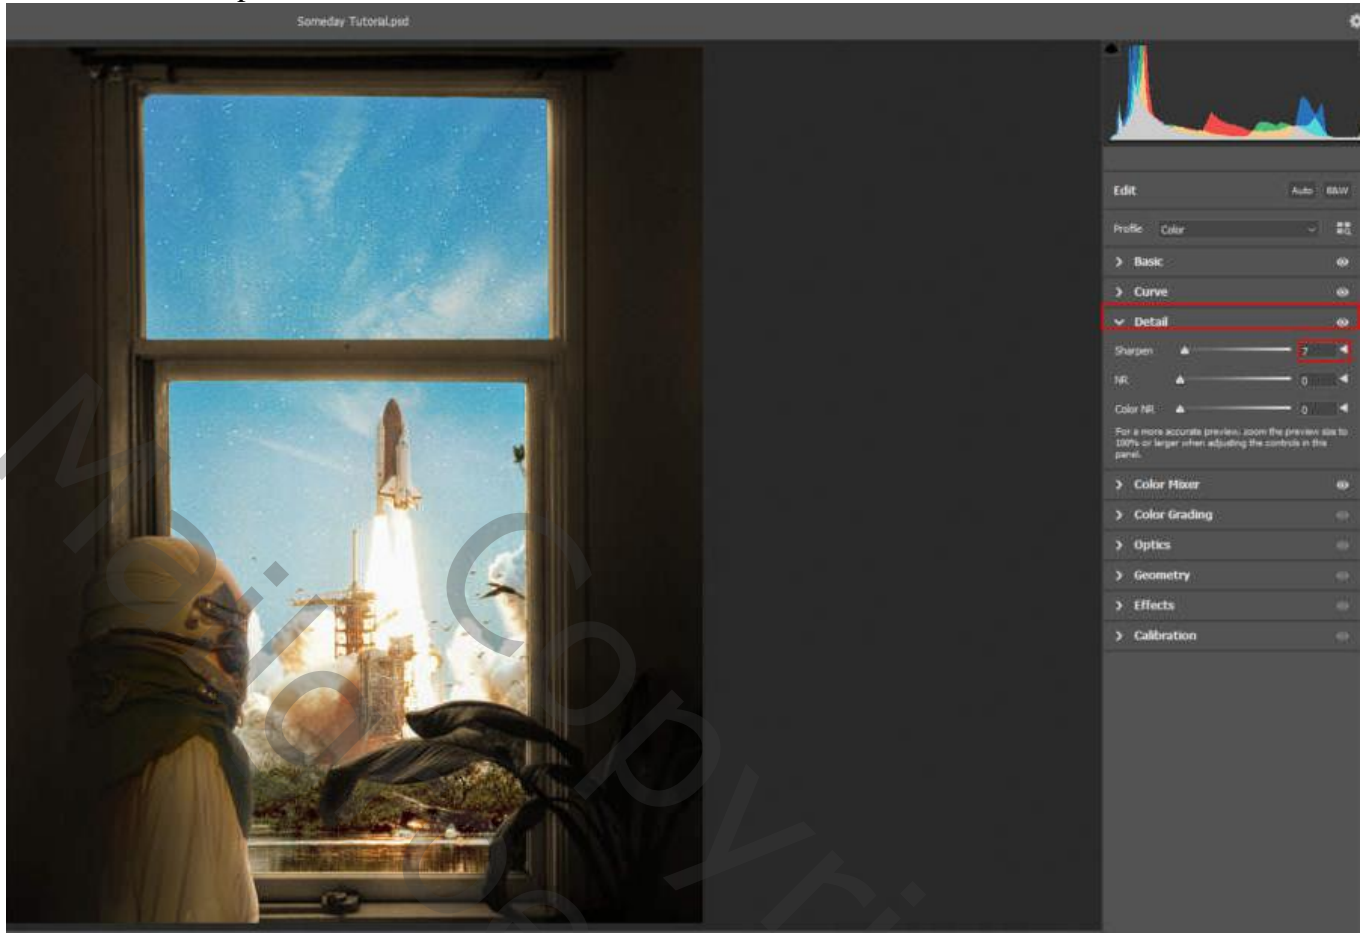 Someday Tutorial.psd
Edit Auto B&W
Profile Color
Basic
Curve
Detail
Sharpen 7
NR 0
Color NR 0
For a more accurate preview, zoom the preview size to
100% or larger when adjusting the controls in this
panel.
Color Mixer
Color Grading
Optics
Geometry
Effects
Calibration